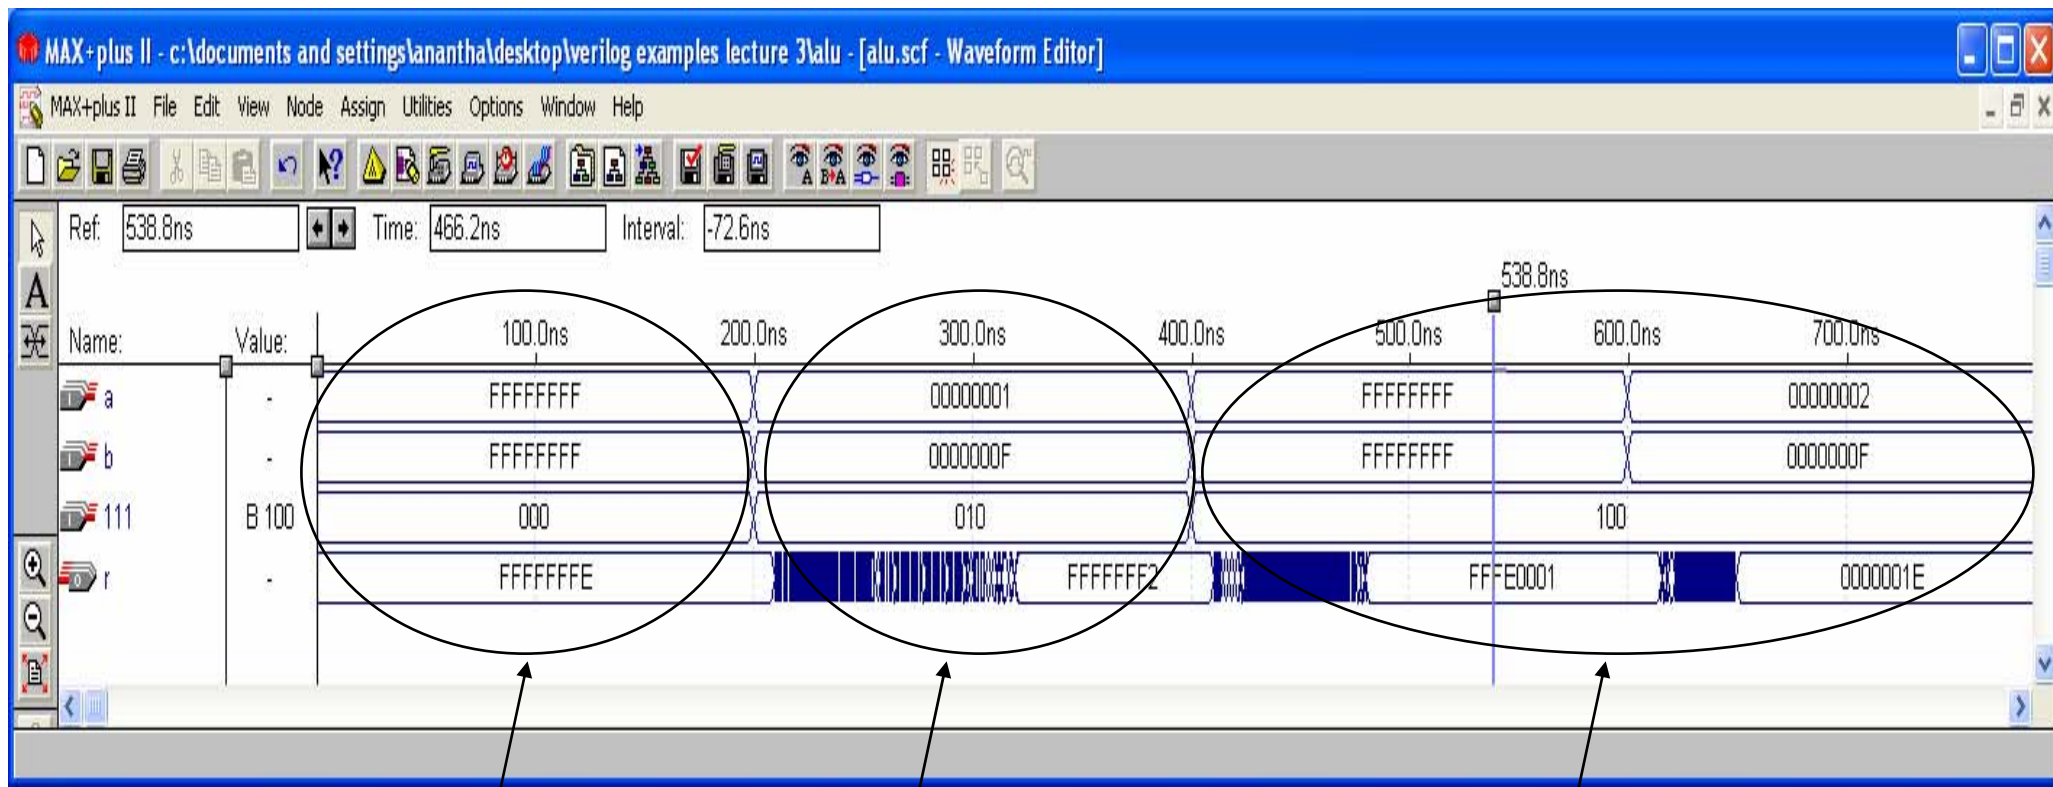 MAX+plus II - c:\documents and settings\anantha\desktop\verilog examples lecture 3\alu - [alu.scf - Waveform Editor]
MAX+plus II File Edit View Node Assign Utilities Options Window Help
Ref: 538.8ns Time: 466.2ns Interval: -72.6ns
538.8ns
Name: Value: 100.0ns 200.0ns 300.0ns 400.0ns 500.0ns 600.0ns 700.0ns
a - FFFFFFFF 00000001 FFFFFFFF 00000002
b - FFFFFFFF 0000000F FFFFFFFF 0000000F
111 B 100 000 010 100
r - FFFFFFFE FFFFFFF2 FFFE0001 0000001E